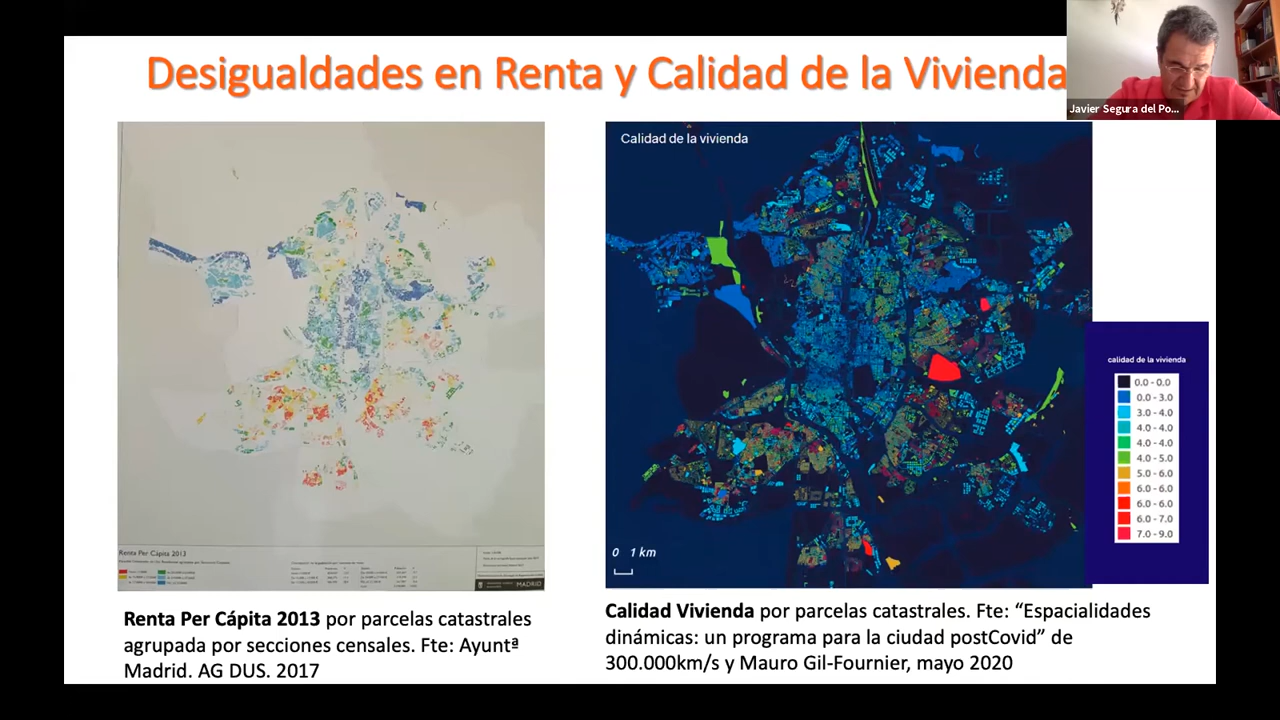 Desigualdades en Renta y Calidad de la Vivienda
Javier Segura del Po...
Calidad de la vivienda
0 1 km
calidad de la vivienda
0.0 - 0.0
0.0 - 3.0
3.0 - 4.0
4.0 - 4.0
4.0 - 4.0
4.0 - 5.0
5.0 - 6.0
6.0 - 6.0
6.0 - 6.0
6.0 - 7.0
7.0 - 9.0
Renta Per Cápita 2013
MADRID
Renta Per Cápita 2013 por parcelas catastrales
agrupada por secciones censales. Fte: Ayuntª
Madrid. AG DUS. 2017
Calidad Vivienda por parcelas catastrales. Fte: “Espacialidades
dinámicas: un programa para la ciudad postCovid” de
300.000km/s y Mauro Gil-Fournier, mayo 2020